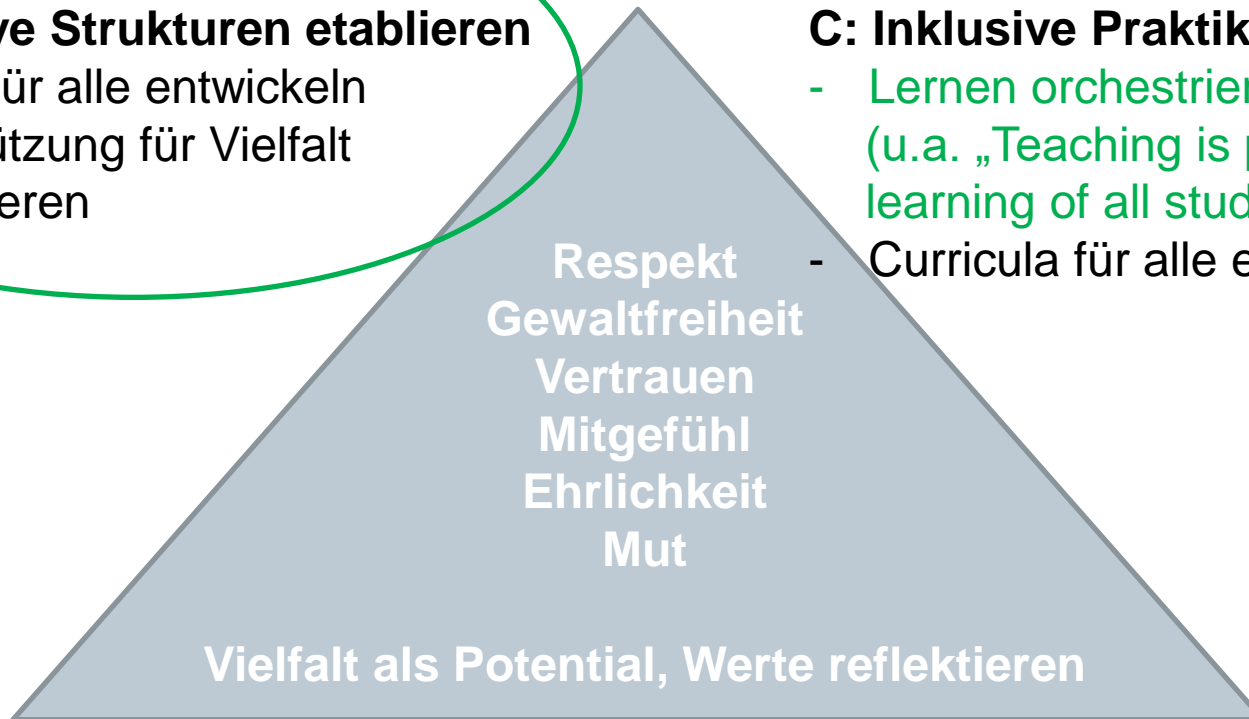 ve Strukturen etablieren
ür alle entwickeln
ützung für Vielfalt
eren
C: Inklusive Praktik
- Lernen orchestrier
(u.a. „Teaching is p
learning of all stud
- Curricula für alle e
Respekt
Gewaltfreiheit
Vertrauen
Mitgefühl
Ehrlichkeit
Mut
Vielfalt als Potential, Werte reflektieren